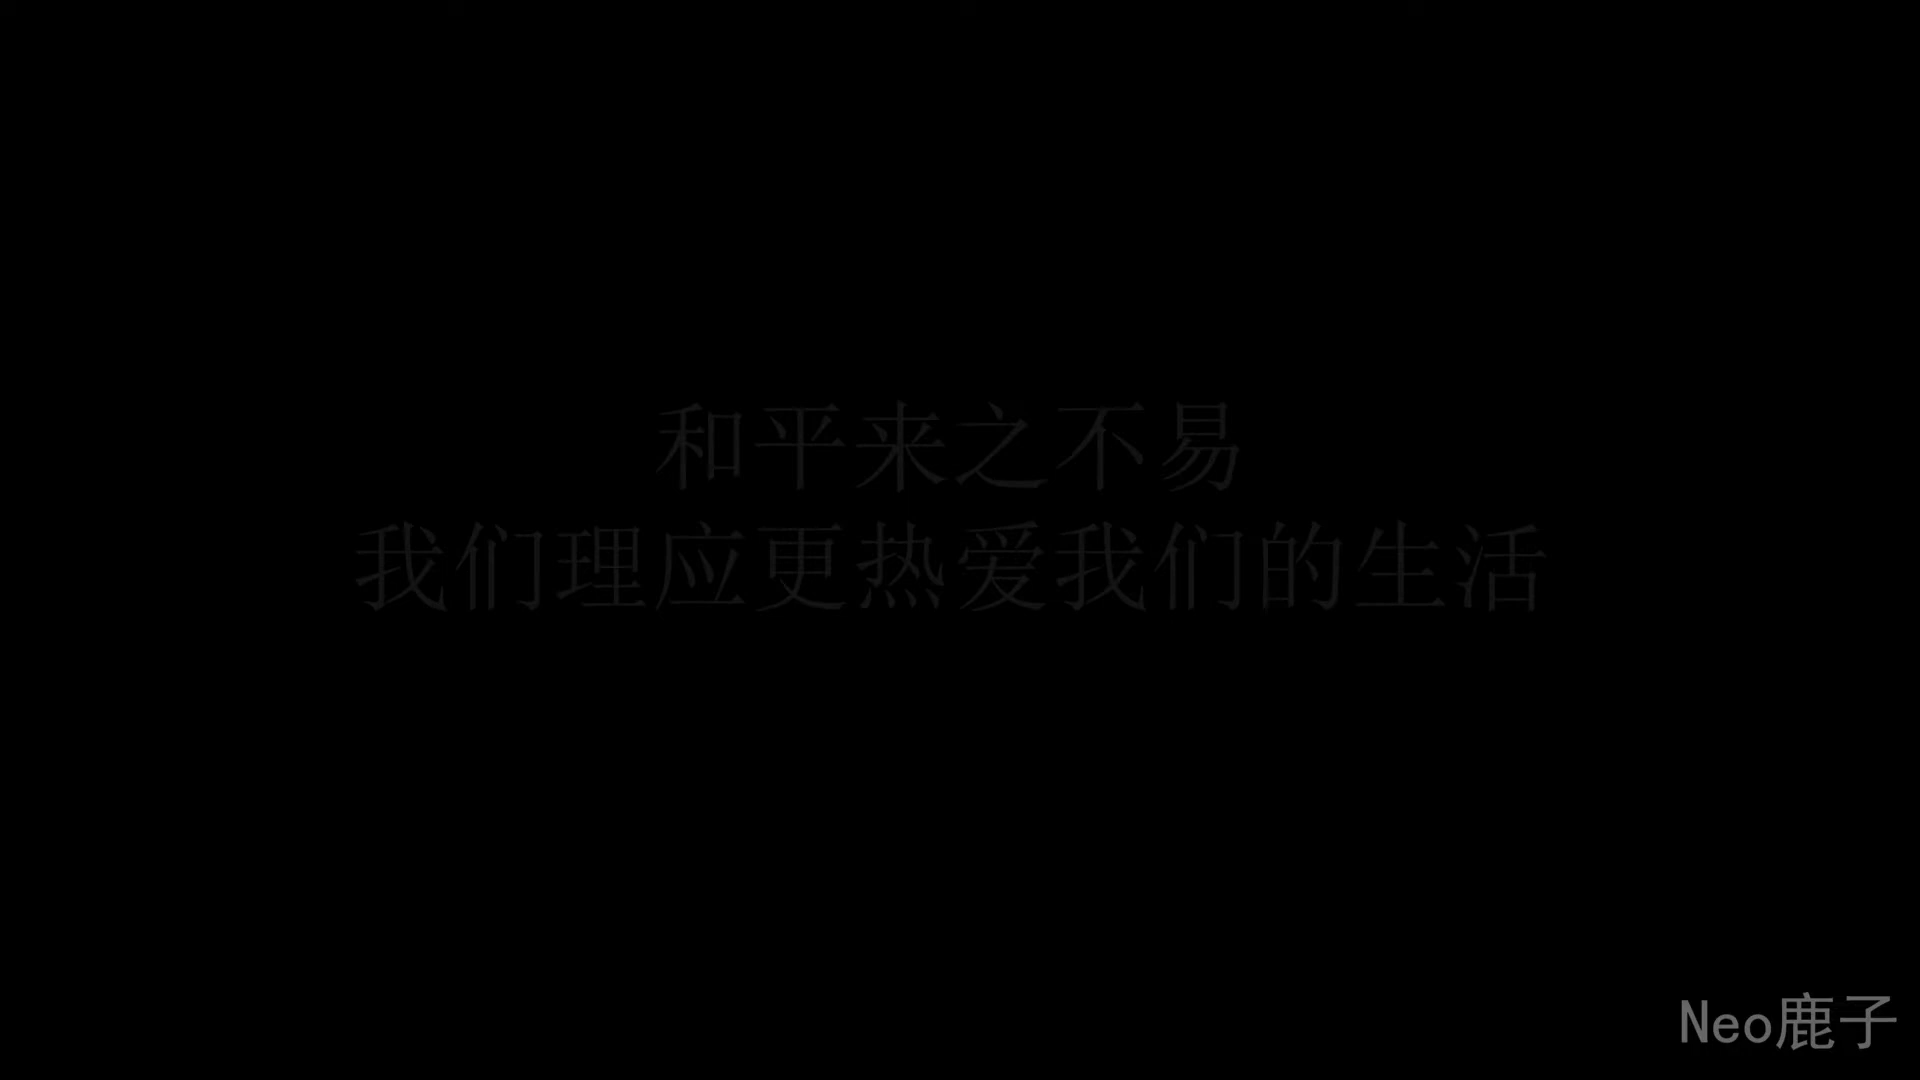 和平来之不易
我们理应更热爱我们的生活
Neo鹿子